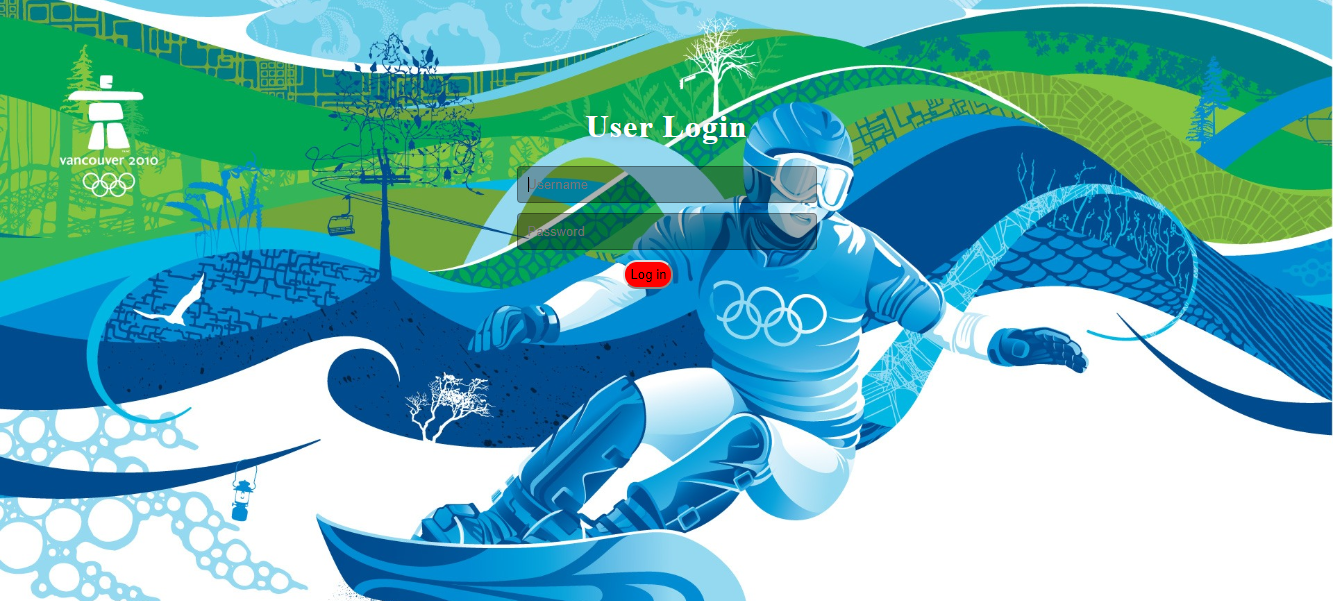 User Login
vancouver 2010
Username
Password
Log in